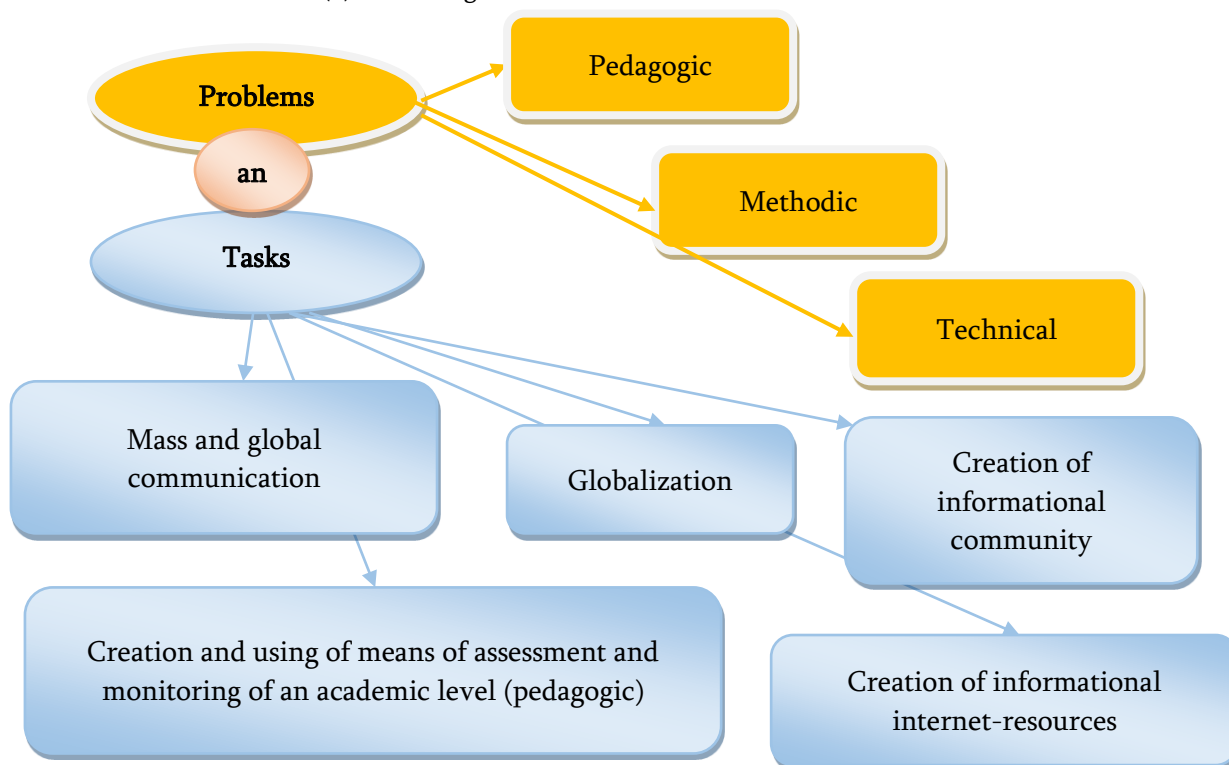 Problems
Pedagogic
an
Methodic
Tasks
Technical
Mass and global
communication
Globalization
Creation of
informational
community
Creation and using of means of assessment and
monitoring of an academic level (pedagogic)
Creation of informational
internet-resources